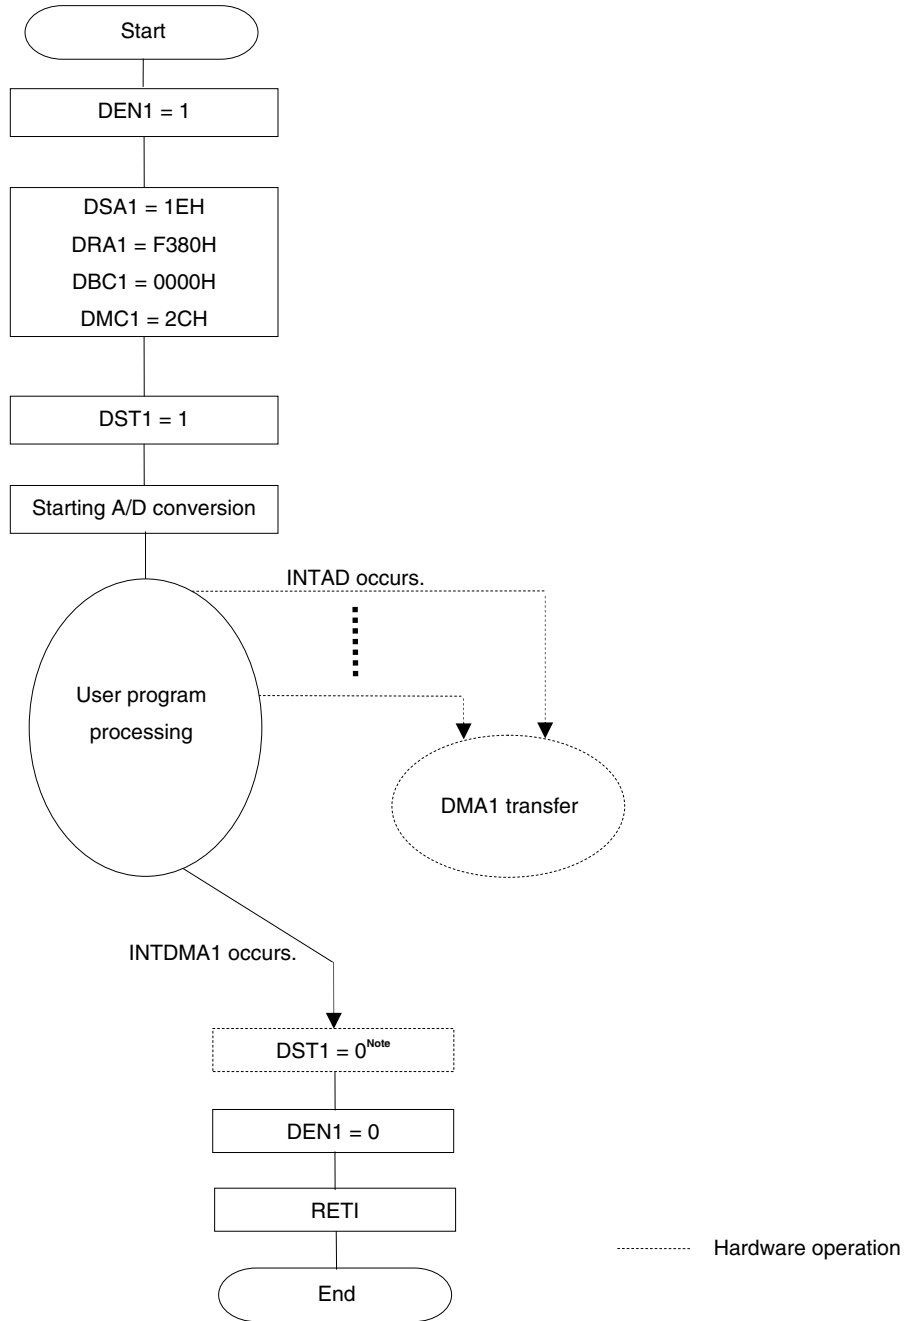 Start
DEN1 = 1
DSA1 = 1EH
DRA1 = F380H
DBC1 = 0000H
DMC1 = 2CH
DST1 = 1
Starting A/D conversion
INTAD occurs.
User program
processing
DMA1 transfer
INTDMA1 occurs.
DST1 = 0Note
DEN1 = 0
RETI
Hardware operation
End